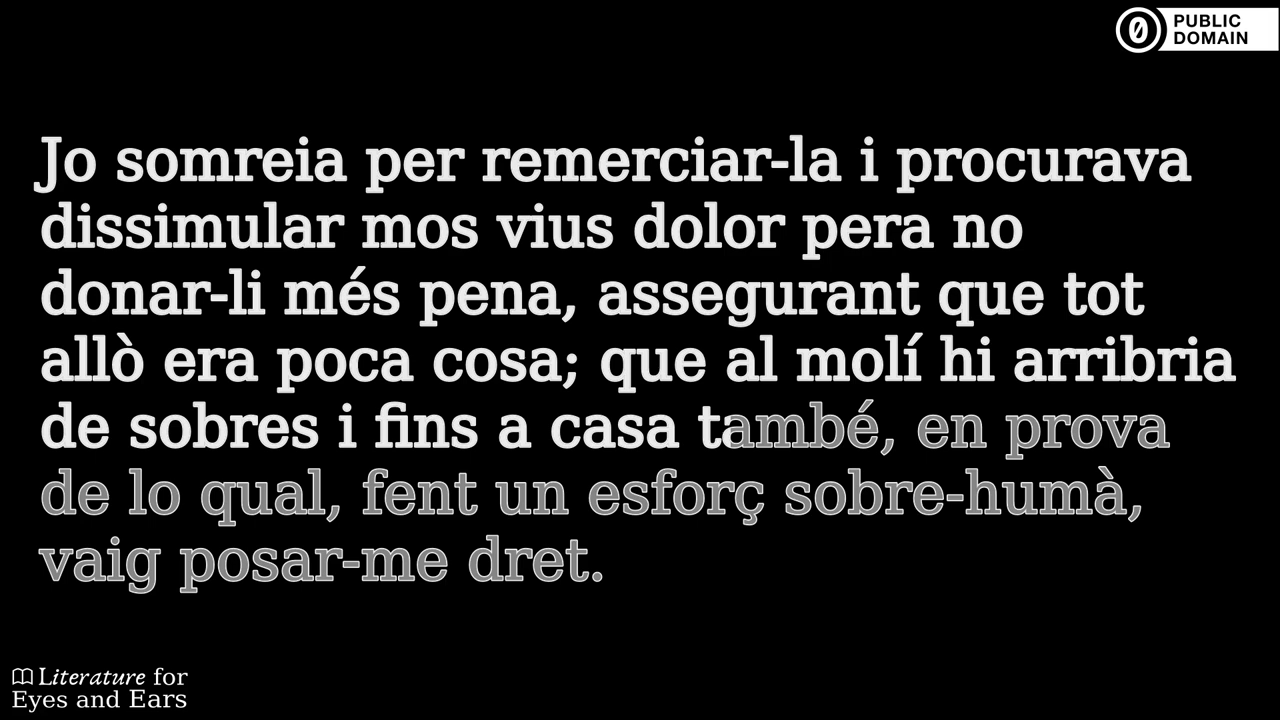 PUBLIC
DOMAIN
Jo somreia per remerciar-la i procurava
dissimular mos vius dolor pera no
donar-li més pena, assegurant que tot
allò era poca cosa; que al molí hi arribria
de sobres i fins a casa també, en prova
de lo qual, fent un esforç sobre-humà,
vaig posar-me dret.
Literature for
Eyes and Ears